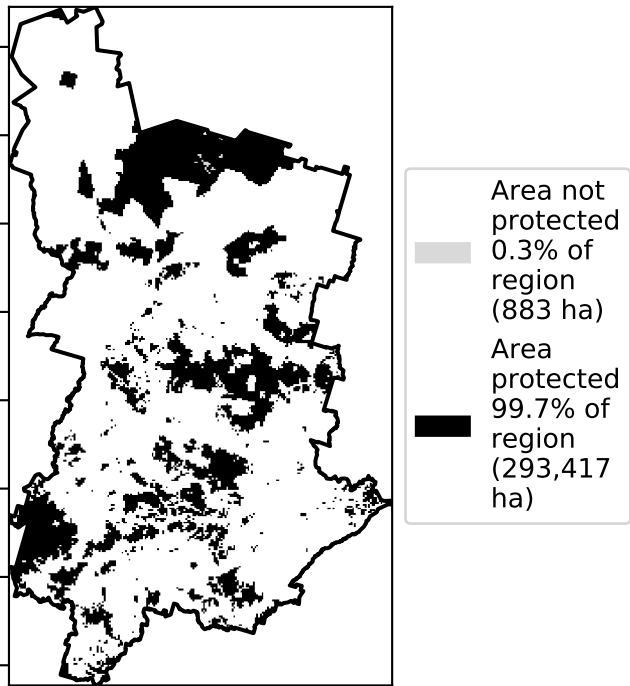 Area not
protected
0.3% of
region
(883 ha)
Area
protected
99.7% of
region
(293,417
ha)